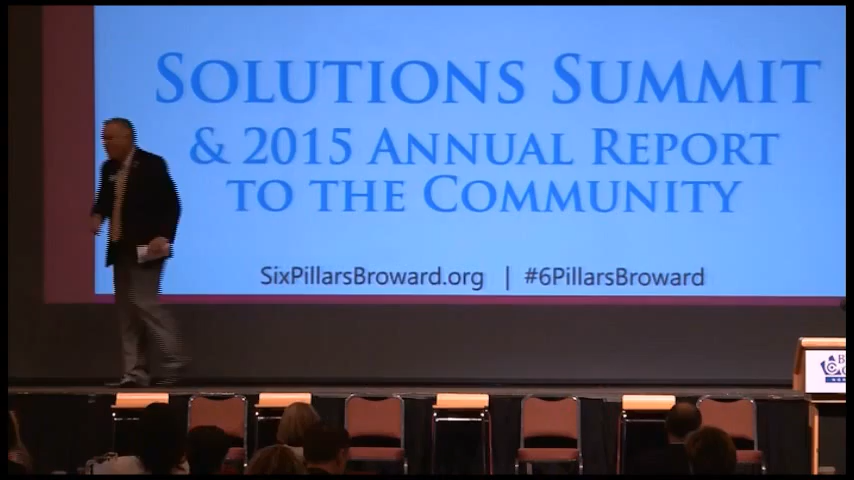 SOLUTIONS SUMMIT
& 2015 ANNUAL REPORT
TO THE COMMUNITY
SixPillarsBroward.org | #6PillarsBroward